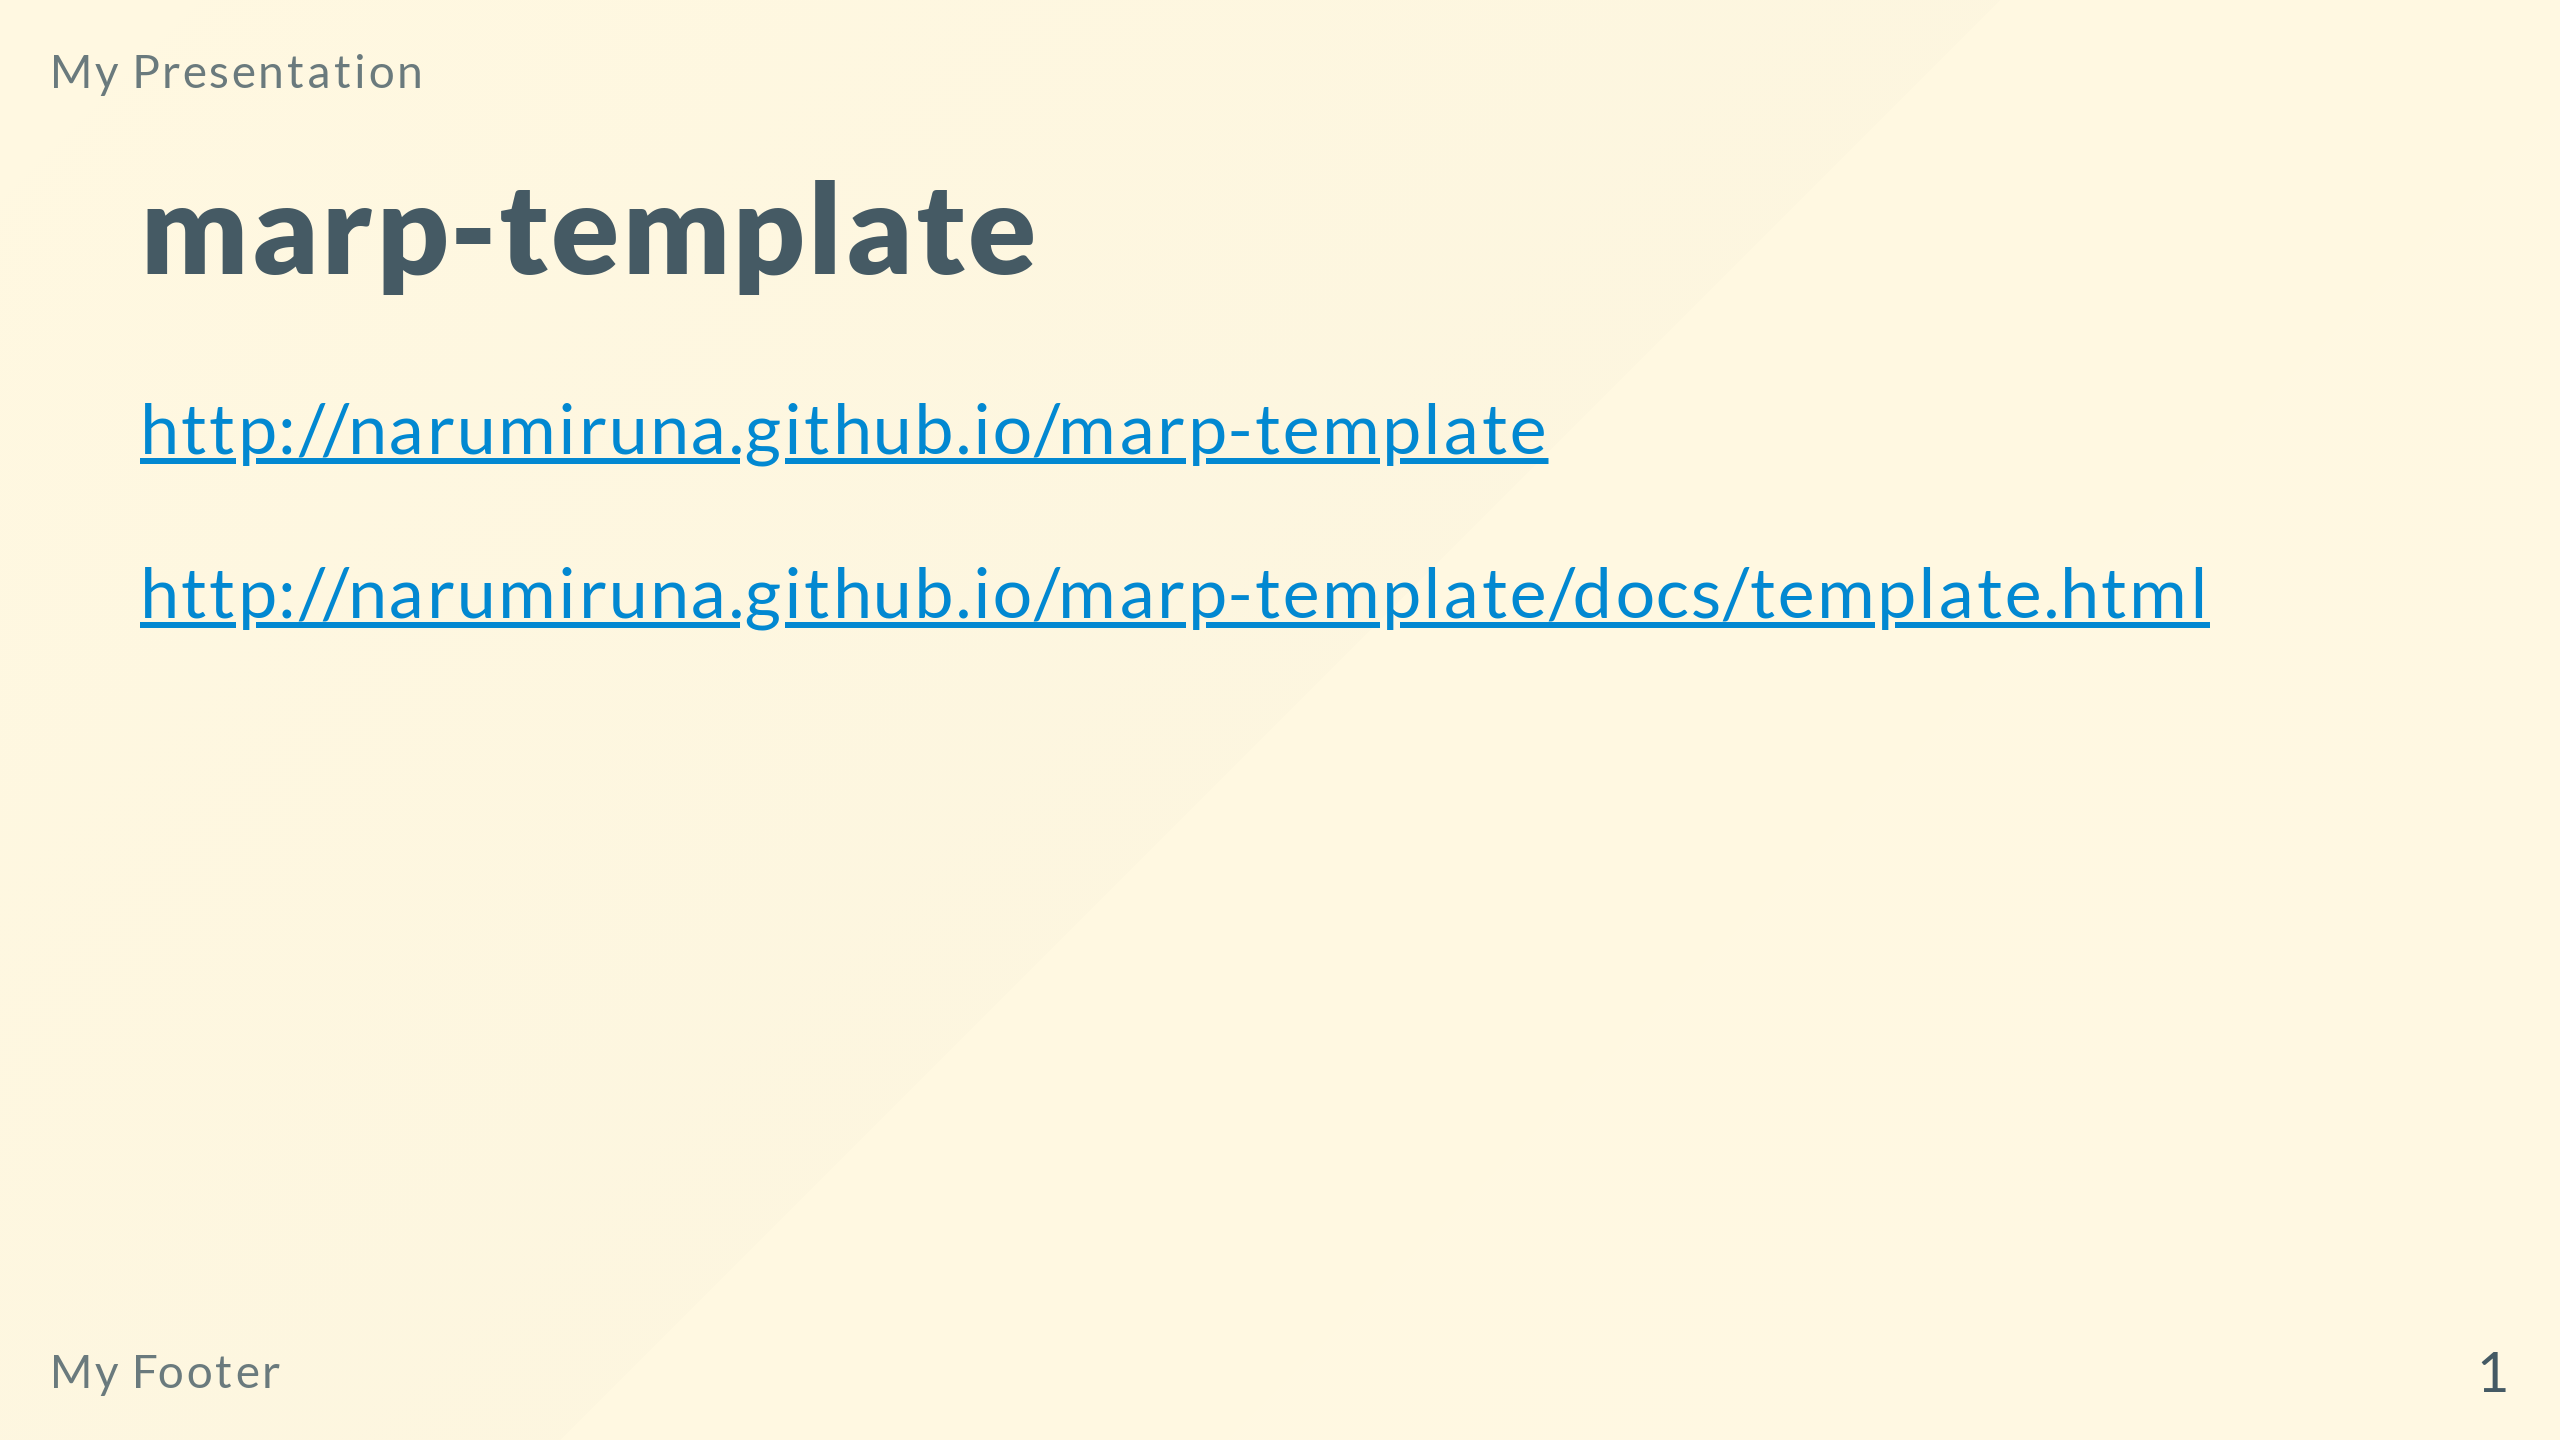 My Presentation
marp-template
http://narumiruna.github.io/marp-template
http://narumiruna.github.io/marp-template/docs/template.html
My Footer
1